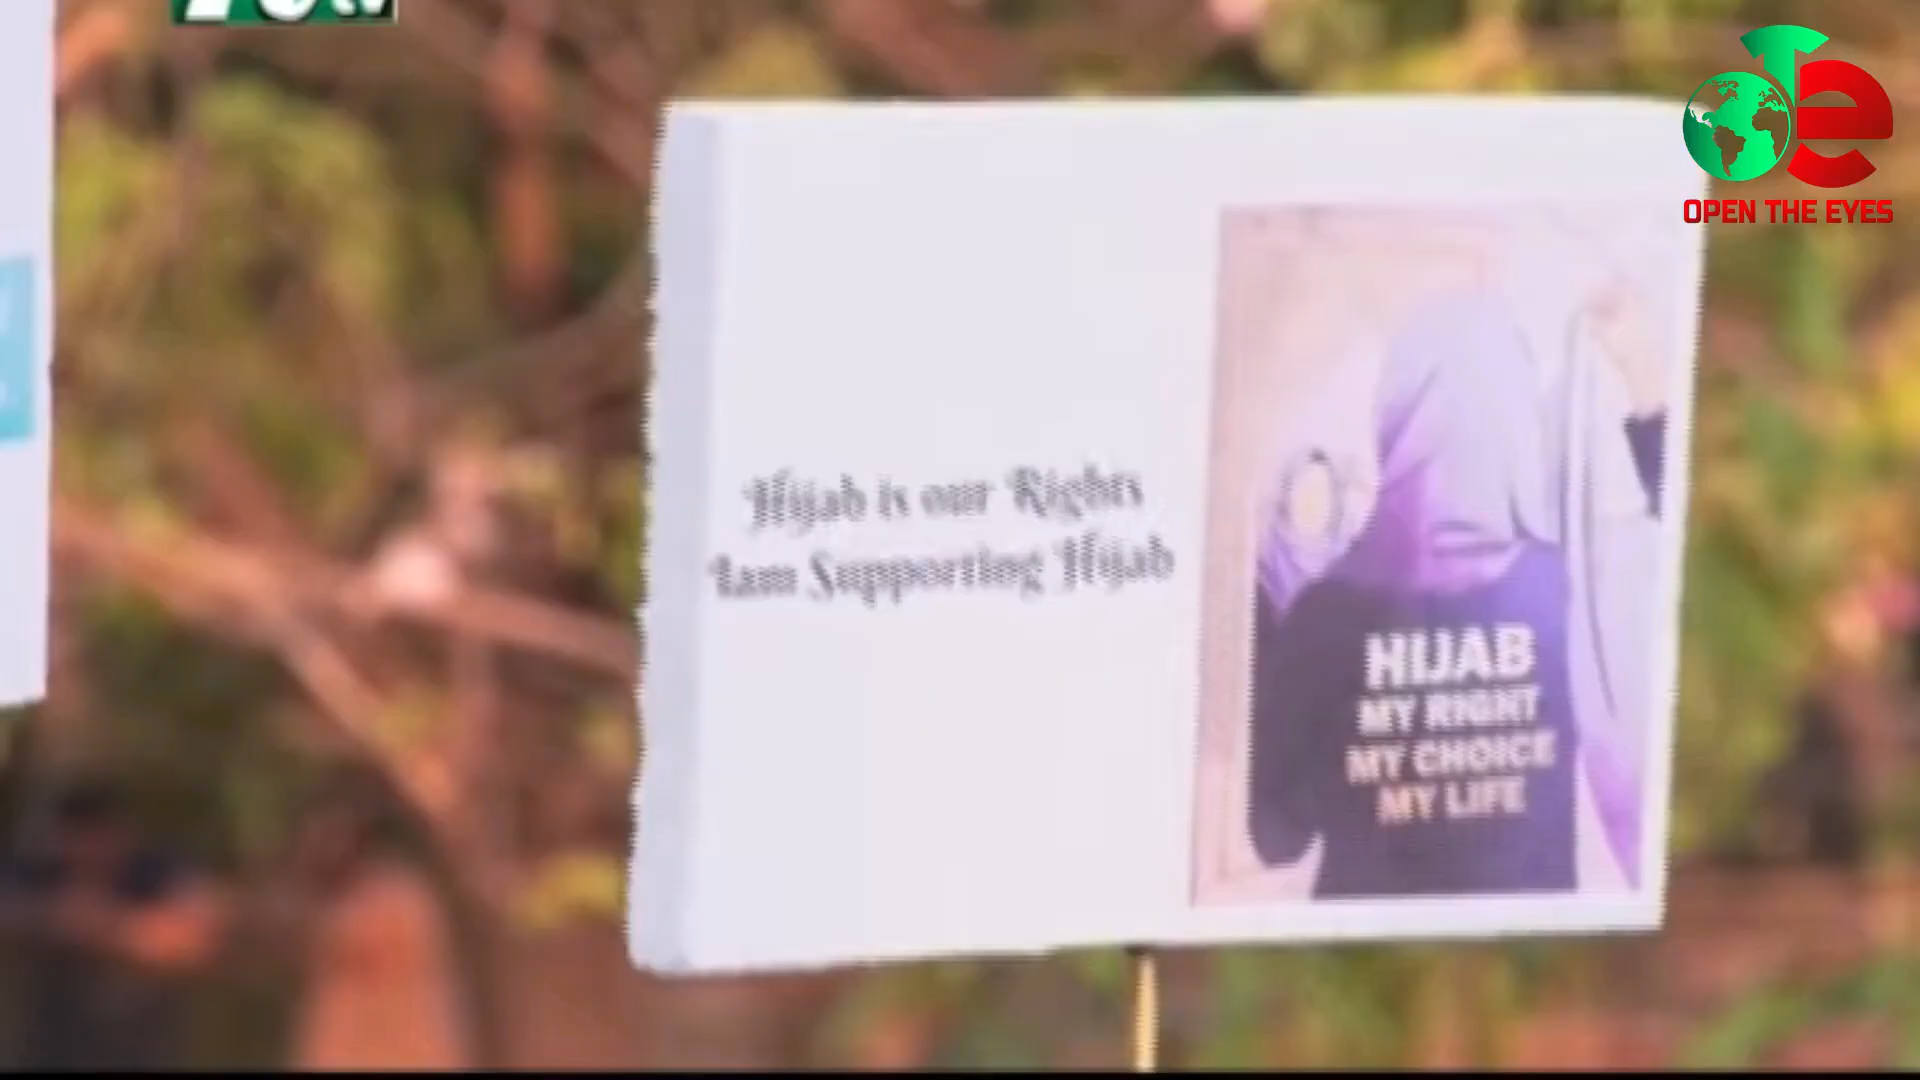 OPEN THE EYES
Hijab is our Rights
Iam Supporting Hijab
HIJAB
MY RIGHT
MY CHOICE
MY LIFE